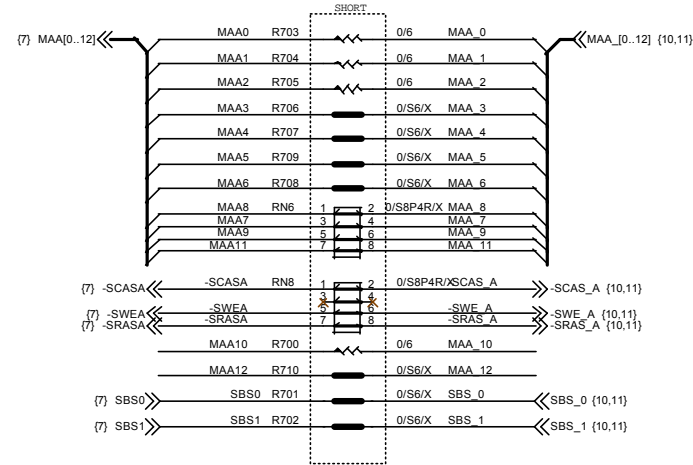 SHORT
{7} MAA[0..12] MAA0 R703 0/6 MAA_0 MAA_[0..12] {10,11}
MAA1 R704 0/6 MAA_1
MAA2 R705 0/6 MAA_2
MAA3 R706 0/S6/X MAA_3
MAA4 R707 0/S6/X MAA_4
MAA5 R709 0/S6/X MAA_5
MAA6 R708 0/S6/X MAA_6
MAA8 RN6 1 2 0/S8P4R/X MAA_8
MAA7 3 4 MAA_7
MAA9 5 6 MAA_9
MAA11 7 8 MAA_11
{7} -SCASA -SCASA RN8 1 2 0/S8P4R/X -SCAS_A -SCAS_A {10,11}
3 4
{7} -SWEA -SWEA 5 6 -SWE_A -SWE_A {10,11}
{7} -SRASA -SRASA 7 8 -SRAS_A -SRAS_A {10,11}
MAA10 R700 0/6 MAA_10
MAA12 R710 0/S6/X MAA_12
{7} SBS0 SBS0 R701 0/S6/X SBS_0 SBS_0 {10,11}
{7} SBS1 SBS1 R702 0/S6/X SBS_1 SBS_1 {10,11}